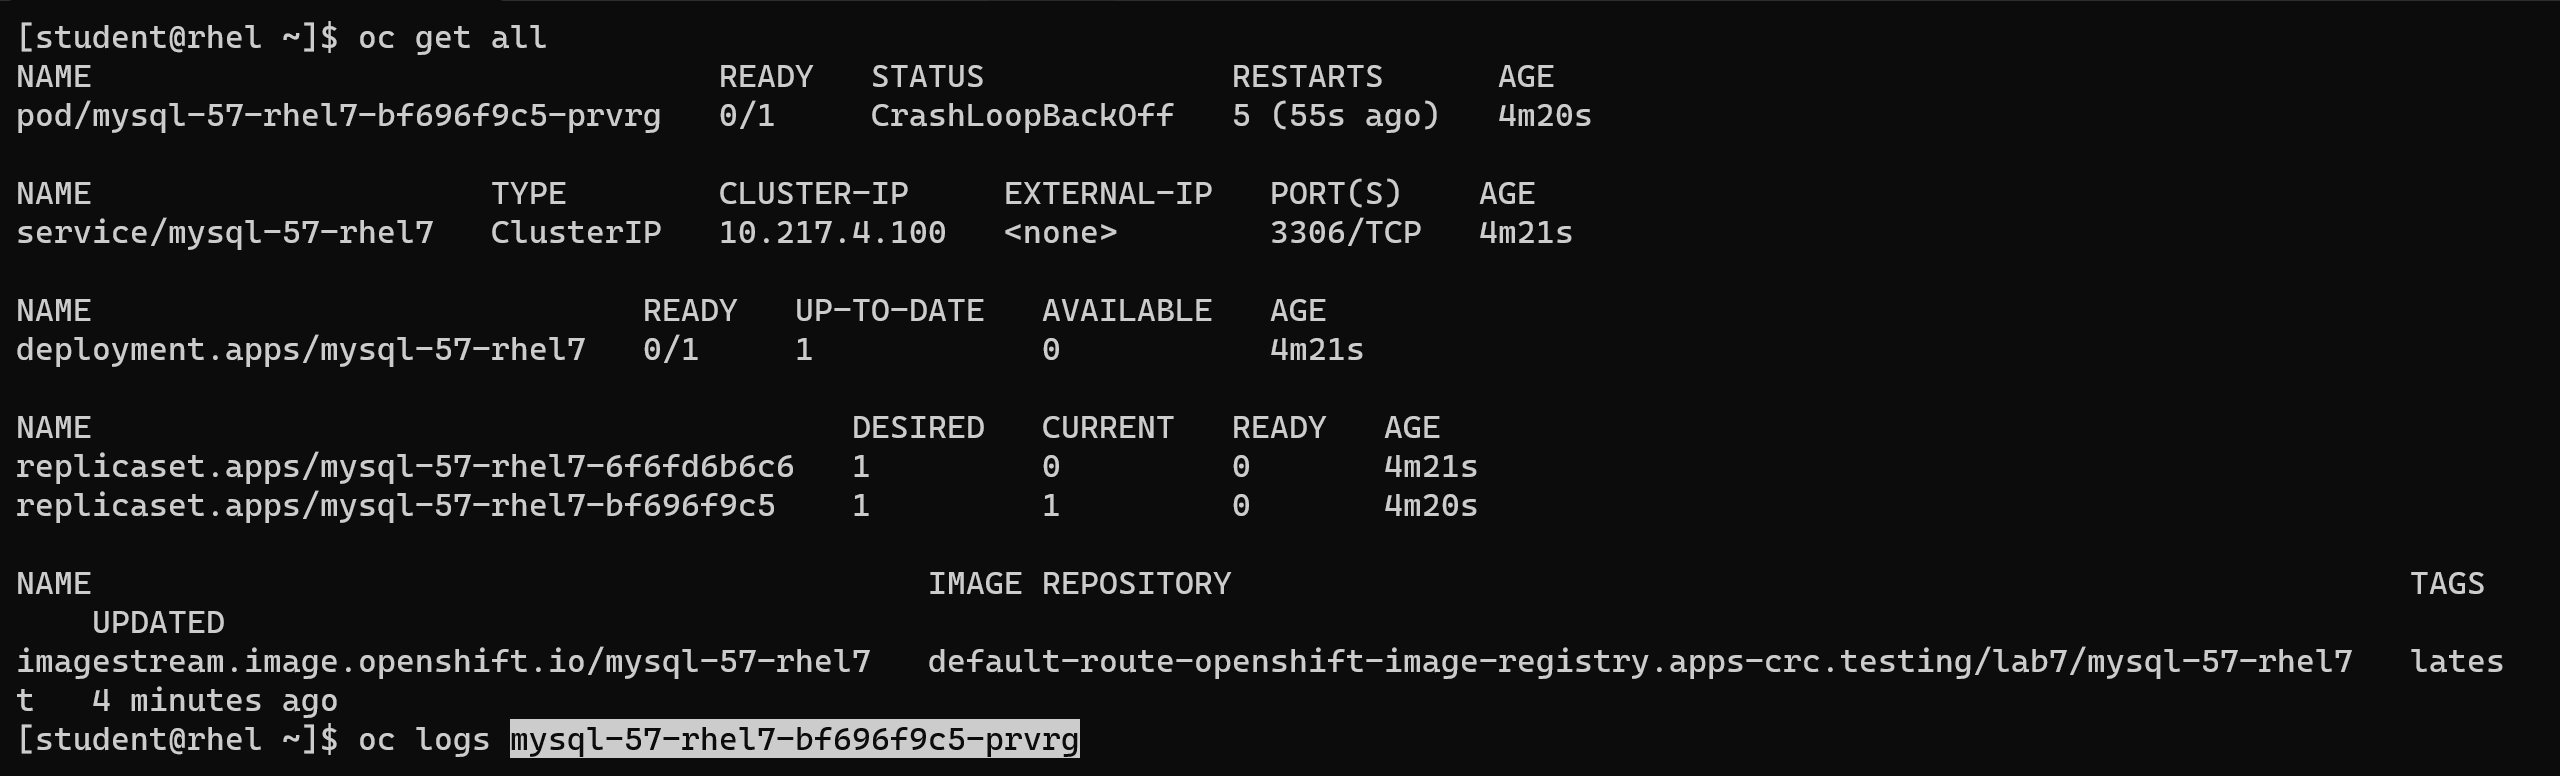 [student@rhel ~]$ oc get all
NAME                                 READY   STATUS             RESTARTS      AGE
pod/mysql-57-rhel7-bf696f9c5-prvrg   0/1     CrashLoopBackOff   5 (55s ago)   4m20s

NAME                     TYPE        CLUSTER-IP     EXTERNAL-IP   PORT(S)    AGE
service/mysql-57-rhel7   ClusterIP   10.217.4.100   <none>        3306/TCP   4m21s

NAME                             READY   UP-TO-DATE   AVAILABLE   AGE
deployment.apps/mysql-57-rhel7   0/1     1            0           4m21s

NAME                                        DESIRED   CURRENT   READY   AGE
replicaset.apps/mysql-57-rhel7-6f6fd6b6c6   1         0         0       4m21s
replicaset.apps/mysql-57-rhel7-bf696f9c5    1         1         0       4m20s

NAME                                            IMAGE REPOSITORY                                                              TAGS
    UPDATED
imagestream.image.openshift.io/mysql-57-rhel7   default-route-openshift-image-registry.apps-crc.testing/lab7/mysql-57-rhel7   lates
t   4 minutes ago
[student@rhel ~]$ oc logs mysql-57-rhel7-bf696f9c5-prvrg